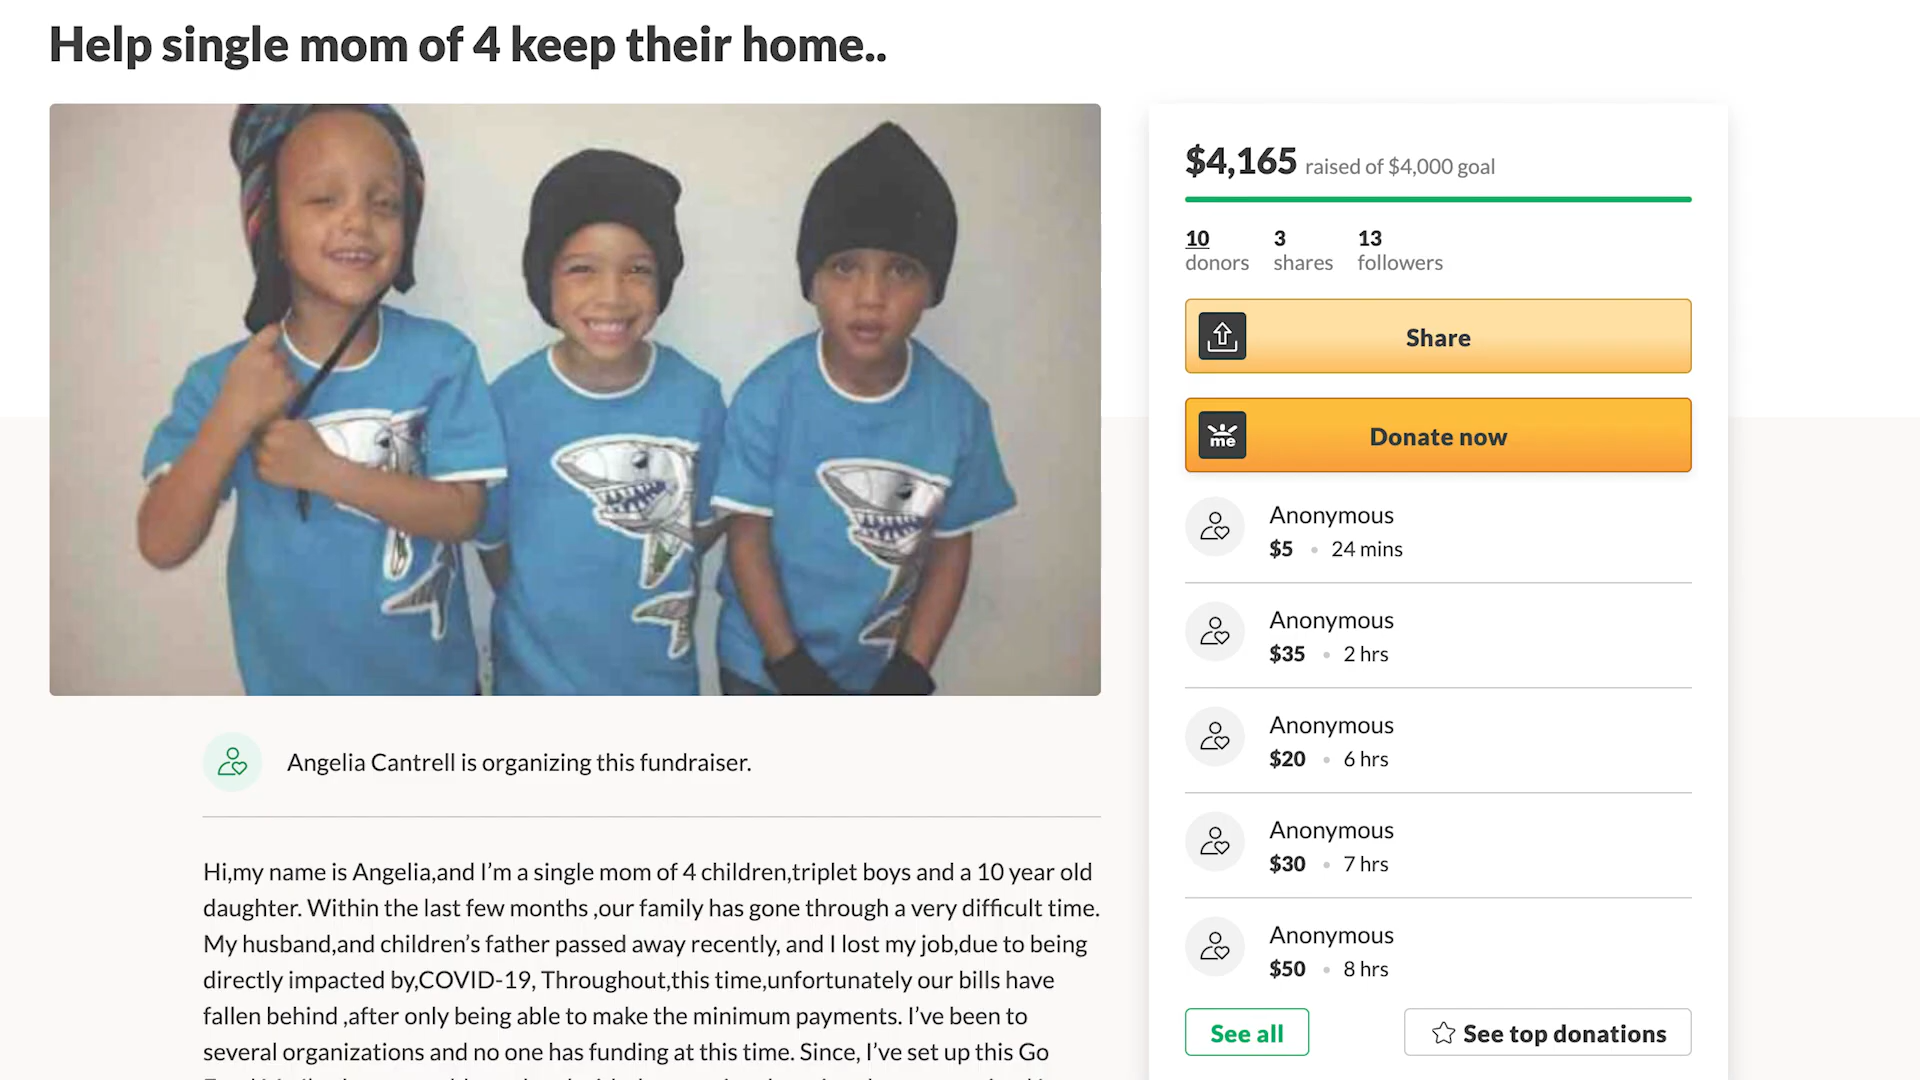 Help single mom of 4 keep their home..
$4,165 raised of $4,000 goal
10 donors
3 shares
13 followers
Share
me
Donate now
Anonymous
$5 • 24 mins
Anonymous
$35 • 2 hrs
Anonymous
$20 • 6 hrs
Anonymous
$30 • 7 hrs
Anonymous
$50 • 8 hrs
See all
See top donations
Angelia Cantrell is organizing this fundraiser.
Hi,my name is Angelia,and I’m a single mom of 4 children,triplet boys and a 10 year old
daughter. Within the last few months ,our family has gone through a very difficult time.
My husband,and children’s father passed away recently, and I lost my job,due to being
directly impacted by,COVID-19, Throughout,this time,unfortunately our bills have
fallen behind ,after only being able to make the minimum payments. I’ve been to
several organizations and no one has funding at this time. Since, I’ve set up this Go